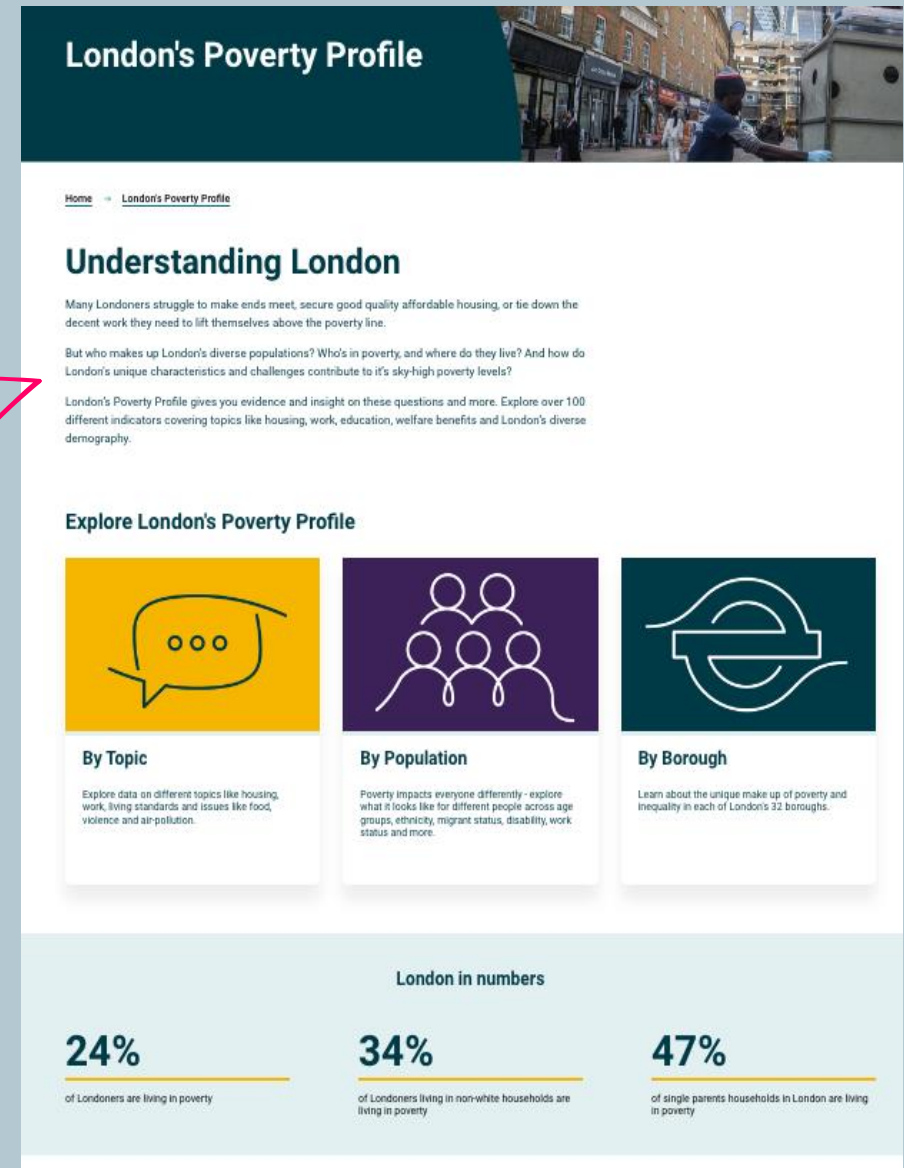 London's Poverty Profile
Home → London's Poverty Profile
Understanding London
Many Londoners struggle to make ends meet, secure good quality affordable housing, or tie down the
decent work they need to lift themselves above the poverty line.
But who makes up London's diverse populations? Who's in poverty, and where do they live? And how do
London's unique characteristics and challenges contribute to it's sky-high poverty levels?
London's Poverty Profile gives you evidence and insight on these questions and more. Explore over 100
different indicators covering topics like housing, work, education, welfare benefits and London's diverse
demography.
Explore London's Poverty Profile
By Topic
Explore data on different topics like housing,
work, living standards and issues like food,
violence and air-pollution.
By Population
Poverty impacts everyone differently - explore
what it looks like for different people across age
groups, ethnicity, migrant status, disability, work
status and more.
By Borough
Learn about the unique make up of poverty and
inequality in each of London's 32 boroughs.
London in numbers
24%
of Londoners are living in poverty
34%
of Londoners living in non-white households are
living in poverty
47%
of single parents households in London are living
in poverty